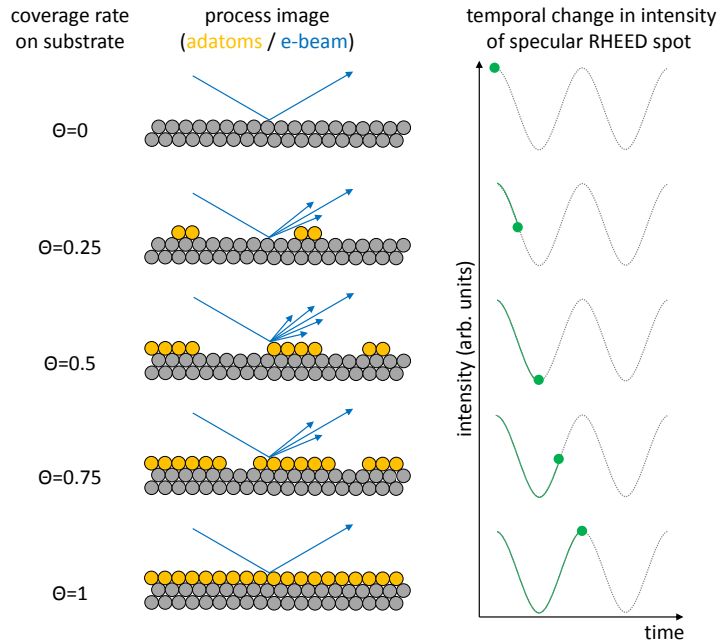 coverage rate
on substrate
process image
(adatoms / e-beam)
temporal change in intensity
of specular RHEED spot
Θ=0
Θ=0.25
Θ=0.5
Θ=0.75
Θ=1
intensity (arb. units)
time